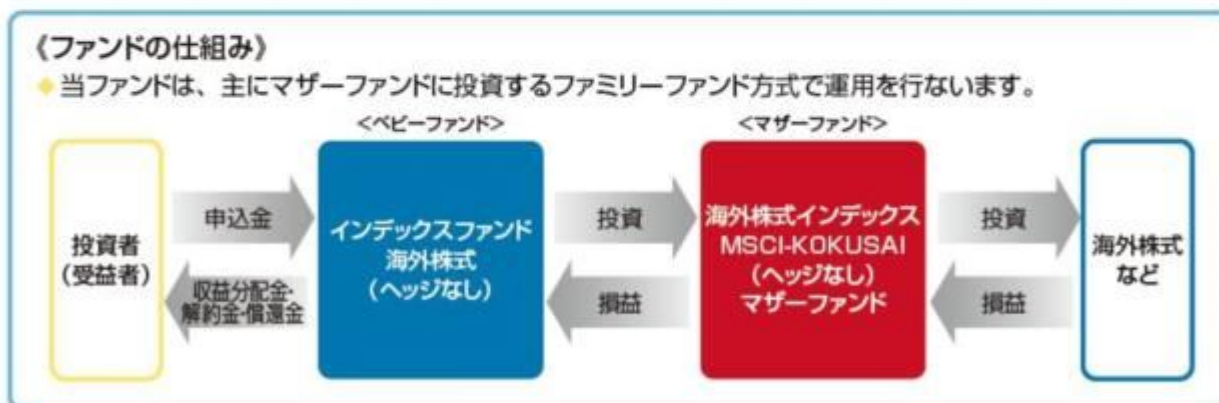 《ファンドの仕組み》
◆当ファンドは、主にマザーファンドに投資するファミリーファンド方式で運用を行ないます。
<ベビーファンド>
<マザーファンド>
投資者
(受益者)
申込金
収益分配金・
解約金・償還金
インデックスファンド
海外株式
(ヘッジなし)
投資
損益
海外株式インデックス
MSCI-KOKUSAI
(ヘッジなし)
マザーファンド
投資
損益
海外株式
など